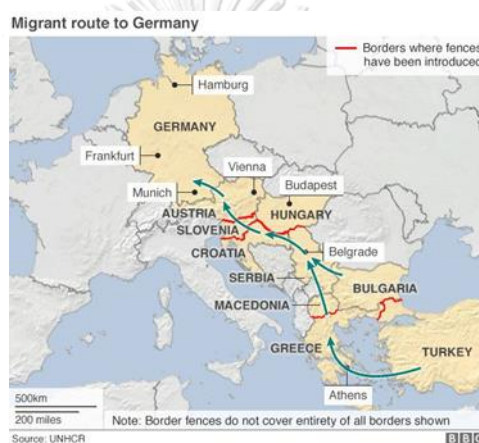 Migrant route to Germany
Borders where fences
have been introduced
Hamburg
GERMANY
Frankfurt
Vienna
Munich
Budapest
AUSTRIA
HUNGARY
SLOVENIA
CROATIA
Belgrade
SERBIA
BULGARIA
MACEDONIA
GREECE
TURKEY
Athens
500km
200 miles
Note: Border fences do not cover entirety of all borders shown
Source: UNHCR
BBC